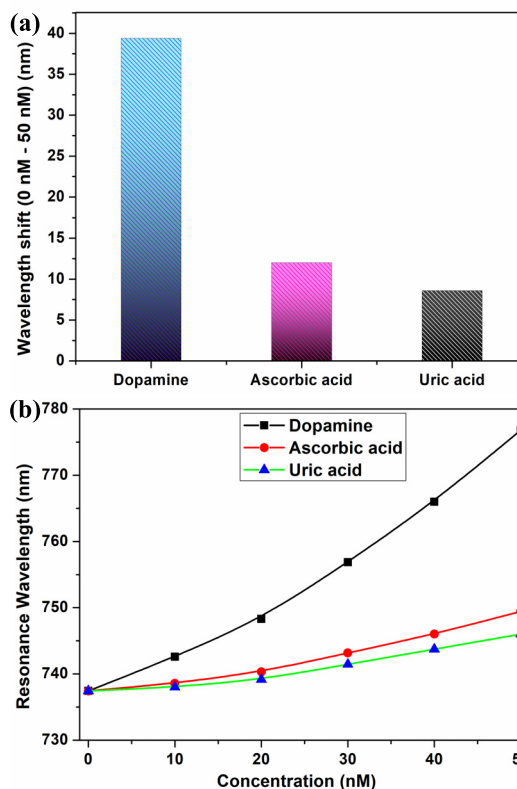 (a)
Wavelength shift (0 nM - 50 nM) (nm)
40
35
30
25
20
15
10
5
0
Dopamine Ascorbic acid Uric acid
(b)
Resonance Wavelength (nm)
780
770
760
750
740
730
Dopamine
Ascorbic acid
Uric acid
0 10 20 30 40 5
Concentration (nM)